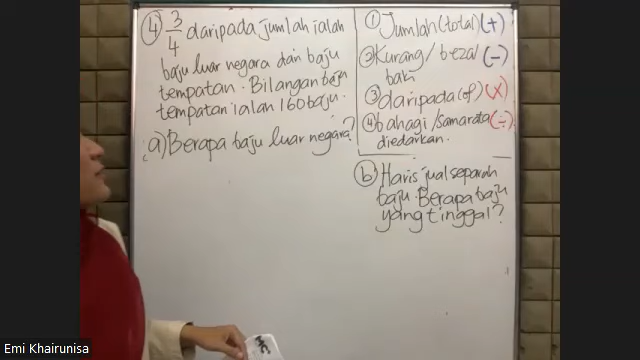 ④ 3/4 daripada jumlah ialah
baju luar negara dan baju
tempatan. Bilangan baju
tempatan ialah 160 baju.
a) Berapa baju luar negara?
① Jumlah (total) (+)
② Kurang / beza / (-)
baki
③ daripada (of) (x)
④ bahagi / samarata (÷)
diedarkan.
b) Haris jual separah
baju. Berapa baju
yang tinggal?
Emi Khairunisa